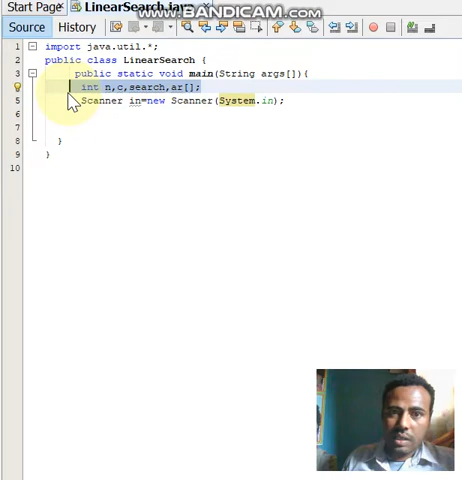 www.BANDICAM.com
Start Page
LinearSearch.java
Source
History
1 import java.util.*;
2 public class LinearSearch {
3 public static void main(String args[]){
int n,c,search,ar[];
5 Scanner in=new Scanner(System.in);
6
7
8 }
9 }
10